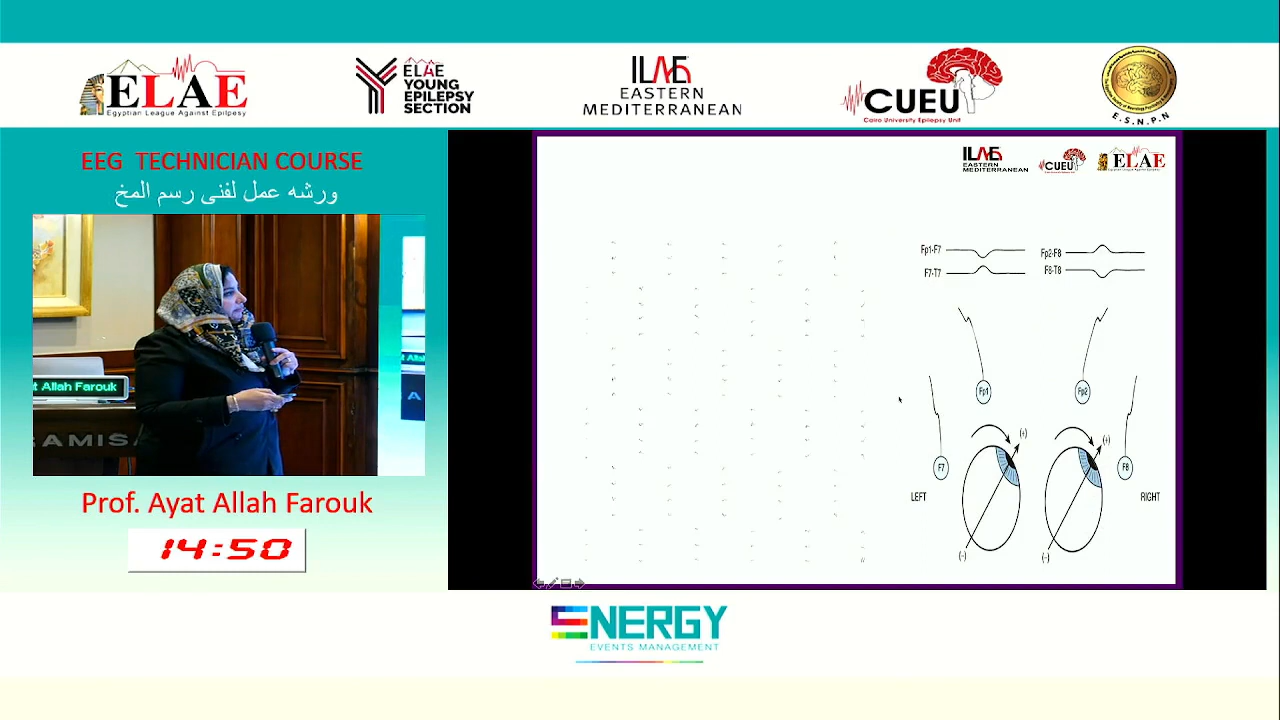 ELAE
Egyptian League Against Epilpesy
ELAE
YOUNG
EPILEPSY
SECTION
ILAE
EASTERN
MEDITERRANEAN
CUEU
Cairo University Epilepsy Unit
E.S.N.P.N
EEG TECHNICIAN COURSE
ورشه عمل لفنى رسم المخ
t Allah Farouk
RAMISA
A
Prof. Ayat Allah Farouk
14:50
ILAE
EASTERN
MEDITERRANEAN
CUEU
ELAE
Fp1-F7
F7-T7
Fp2-F8
F8-T8
Fp1
Fp2
(+)
(+)
F7
F8
LEFT
RIGHT
(-)
(-)
ENERGY
EVENTS MANAGEMENT